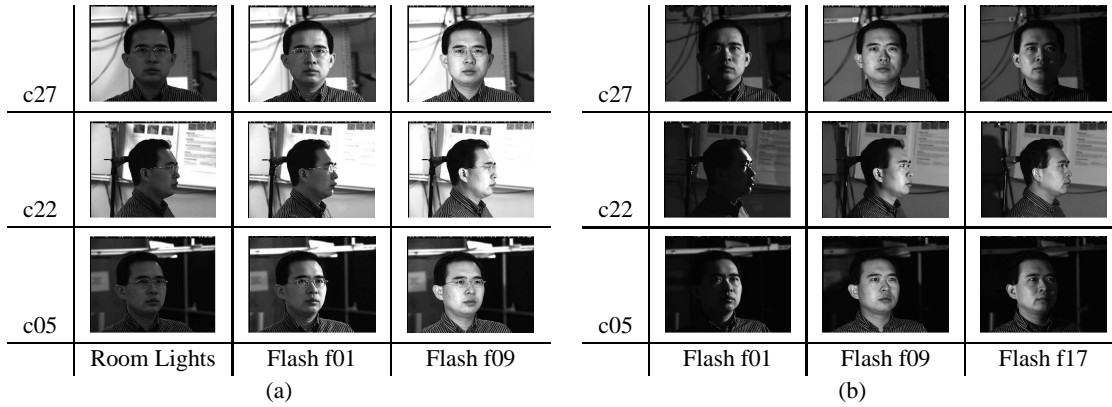 c27
c22
c05
Room Lights Flash f01 Flash f09
(a)
c27
c22
c05
Flash f01 Flash f09 Flash f17
(b)